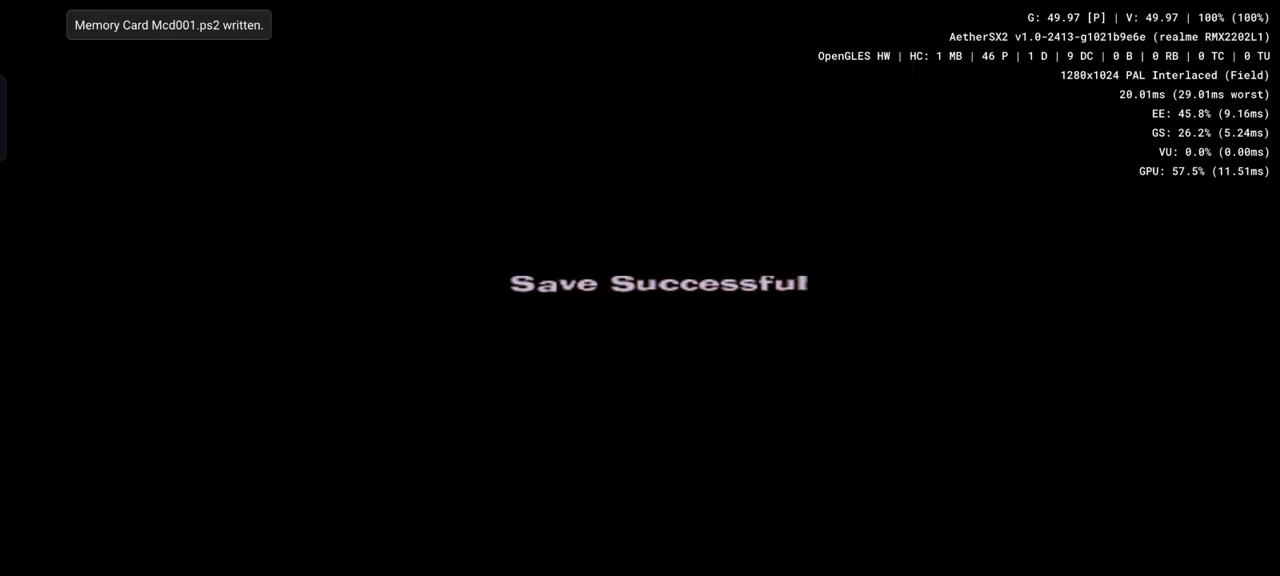 Memory Card Mcd001.ps2 written.
G: 49.97 [P] | V: 49.97 | 100% (100%)
AetherSX2 v1.0-2413-g1021b9e6e (realme RMX2202L1)
OpenGLES HW | HC: 1 MB | 46 P | 1 D | 9 DC | 0 B | 0 RB | 0 TC | 0 TU
1280x1024 PAL Interlaced (Field)
20.01ms (29.01ms worst)
EE: 45.8% (9.16ms)
GS: 26.2% (5.24ms)
VU: 0.0% (0.00ms)
GPU: 57.5% (11.51ms)
Save Successful